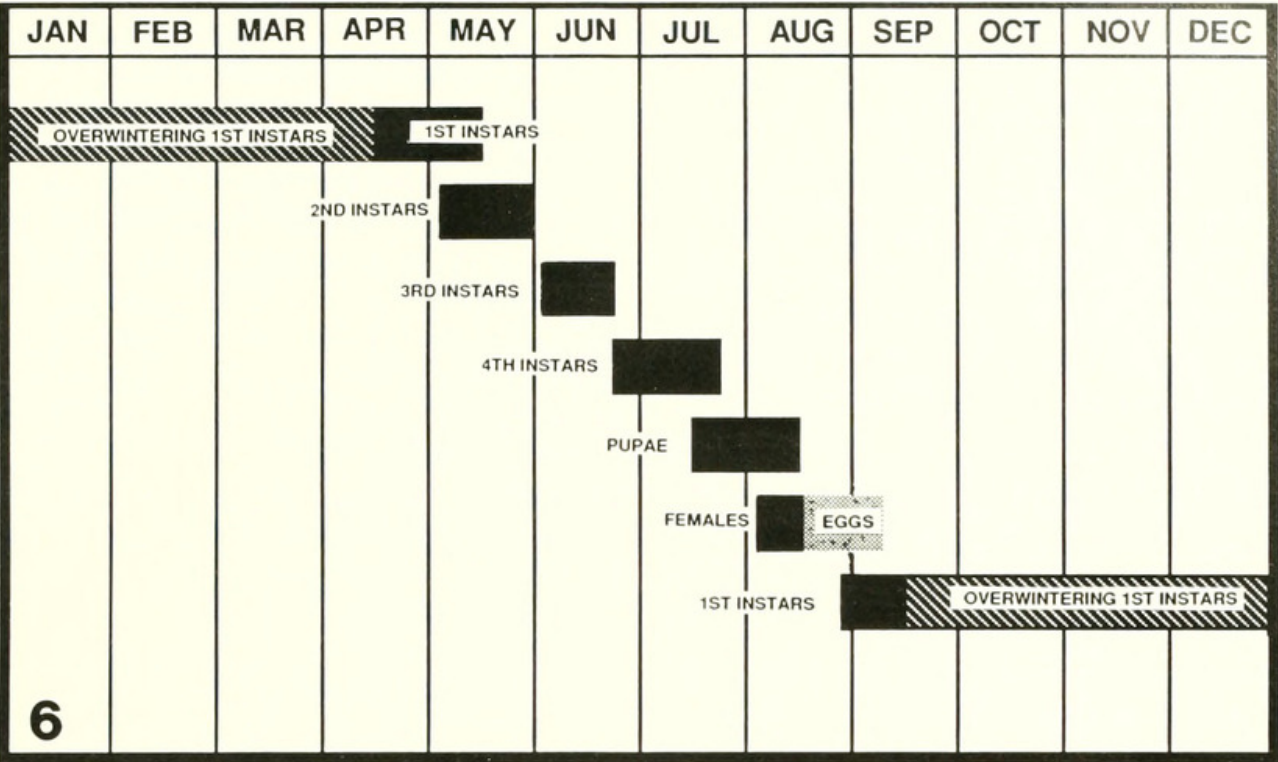 JAN FEB MAR APR MAY JUN JUL AUG SEP OCT NOV DEC
OVERWINTERING 1ST INSTARS 1ST INSTARS
2ND INSTARS
3RD INSTARS
4TH INSTARS
PUPAE
FEMALES EGGS
1ST INSTARS OVERWINTERING 1ST INSTARS
6